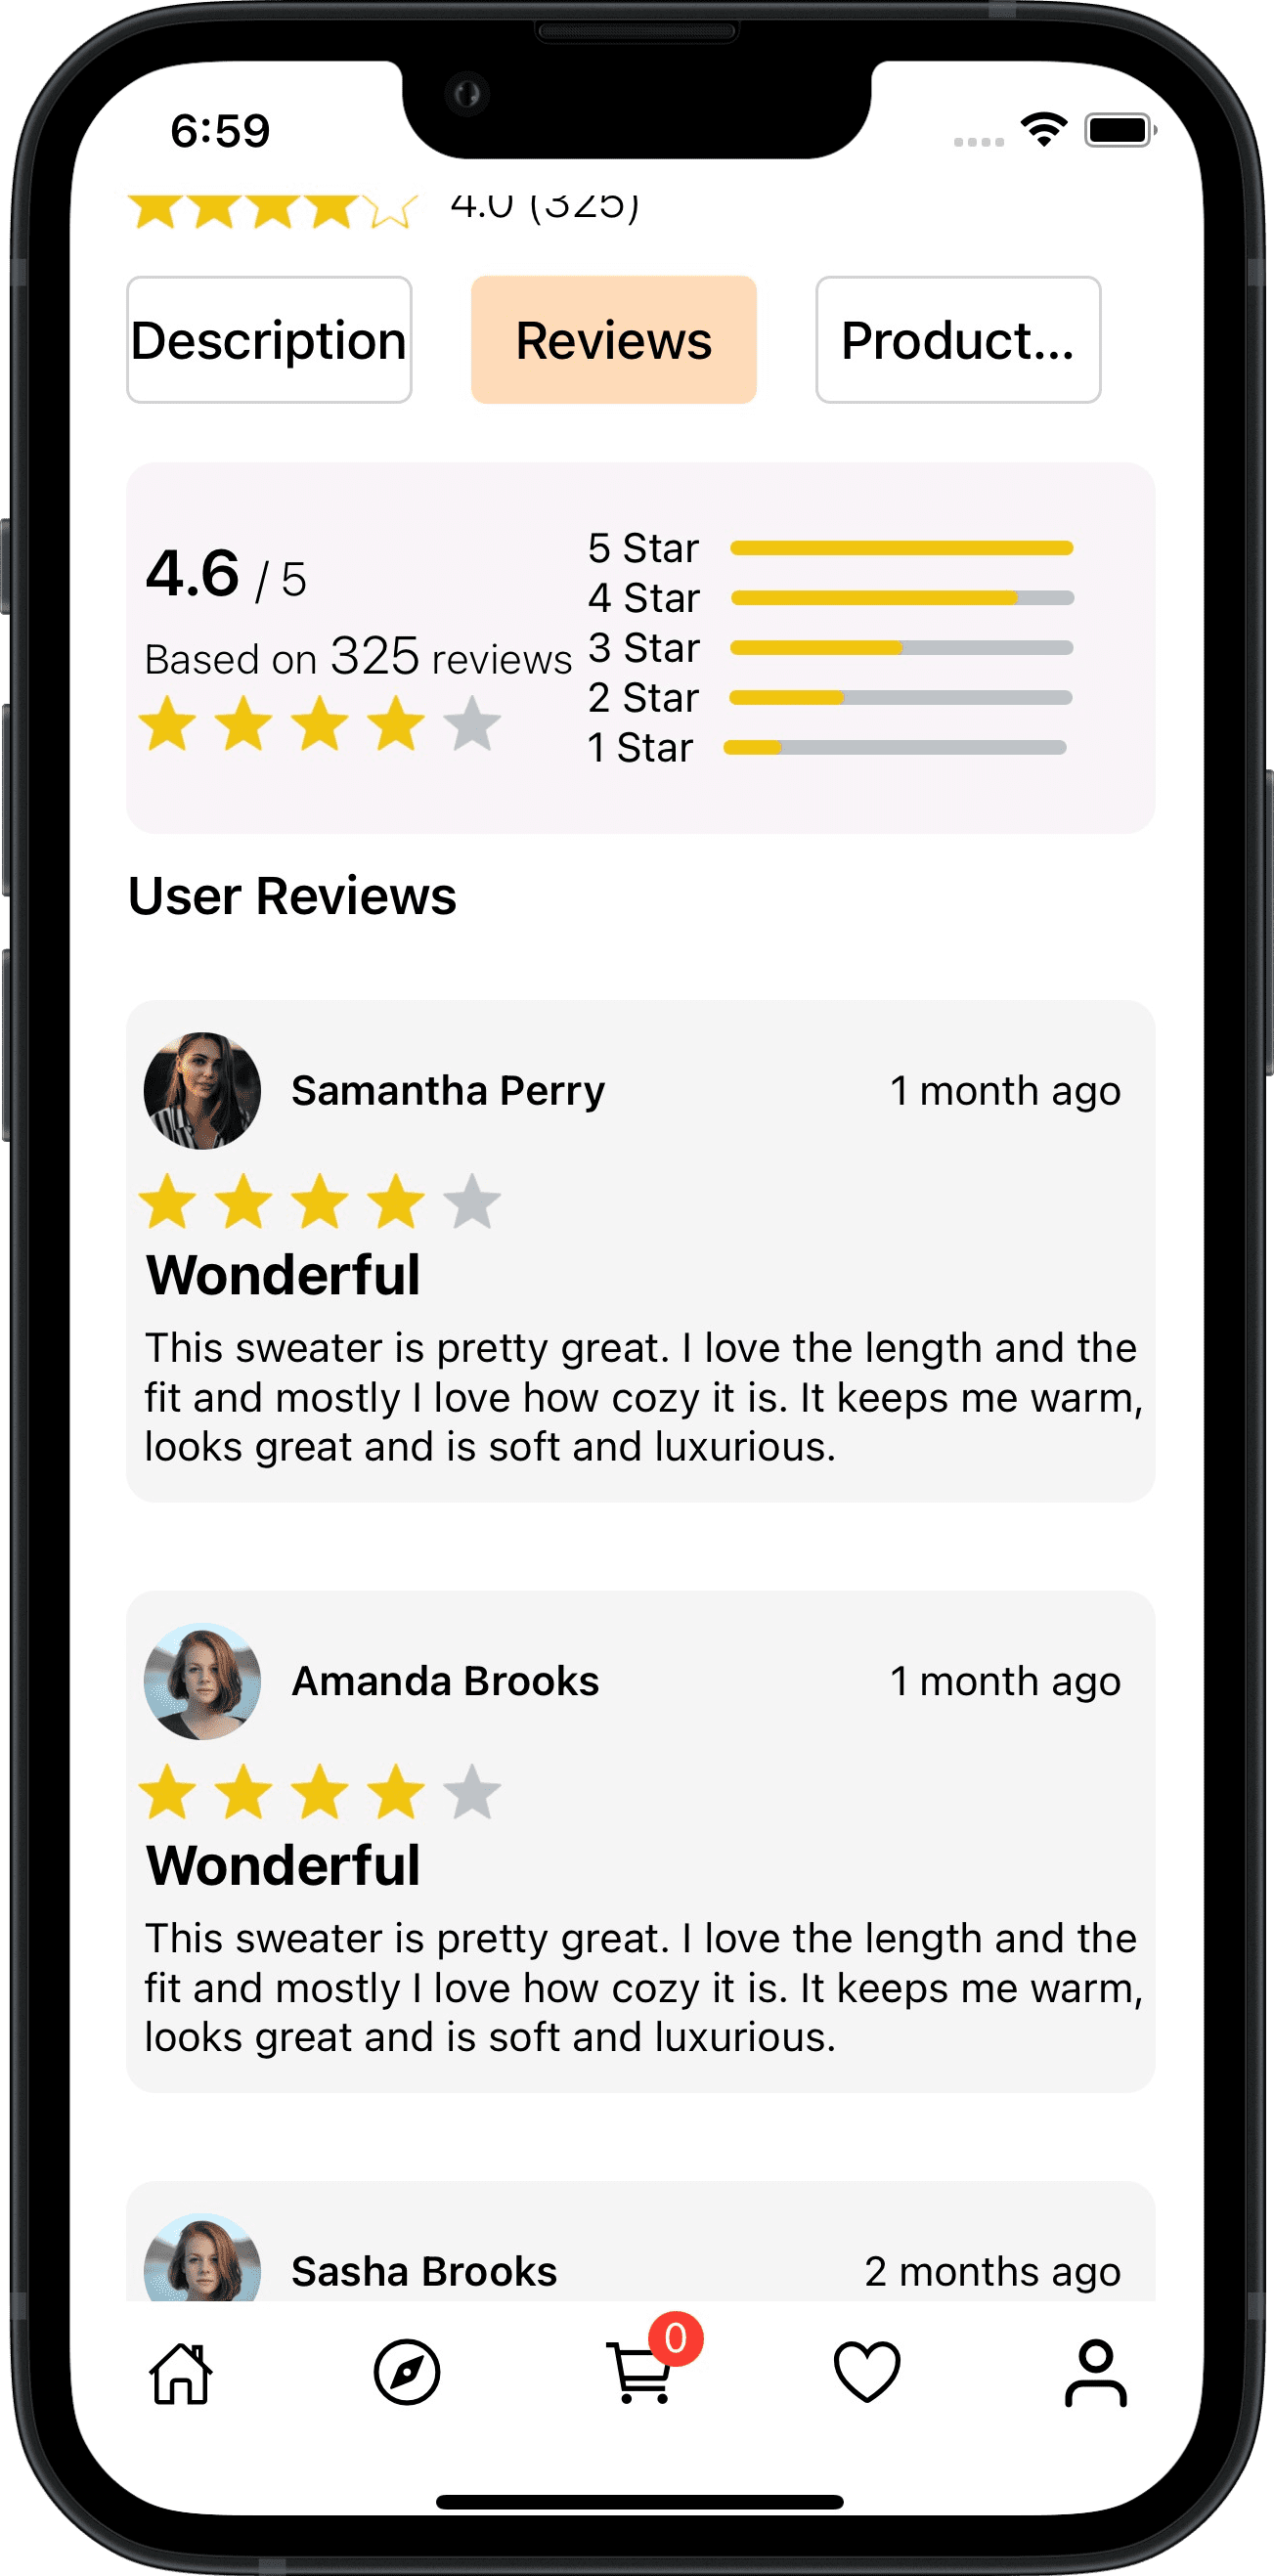 6:59
4.0 (325)
Description
Reviews
Product...
4.6 / 5
Based on 325 reviews
5 Star
4 Star
3 Star
2 Star
1 Star
User Reviews
Samantha Perry
1 month ago
Wonderful
This sweater is pretty great. I love the length and the
fit and mostly I love how cozy it is. It keeps me warm,
looks great and is soft and luxurious.
Amanda Brooks
1 month ago
Wonderful
This sweater is pretty great. I love the length and the
fit and mostly I love how cozy it is. It keeps me warm,
looks great and is soft and luxurious.
Sasha Brooks
2 months ago
0